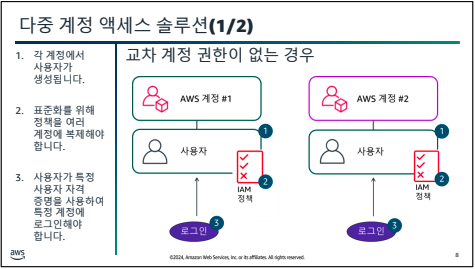 다중 계정 액세스 솔루션(1/2)
1. 각 계정에서
사용자가
생성됩니다.
2. 표준화를 위해
정책을 여러
계정에 복제해야
합니다.
3. 사용자가 특정
사용자 자격
증명을 사용하여
특정 계정에
로그인해야
합니다.
교차 계정 권한이 없는 경우
AWS 계정 #1
1
사용자
IAM
정책
2
로그인
3
AWS 계정 #2
1
사용자
IAM
정책
2
로그인
3
aws
©2024, Amazon Web Services, Inc. or its affiliates. All rights reserved.
8